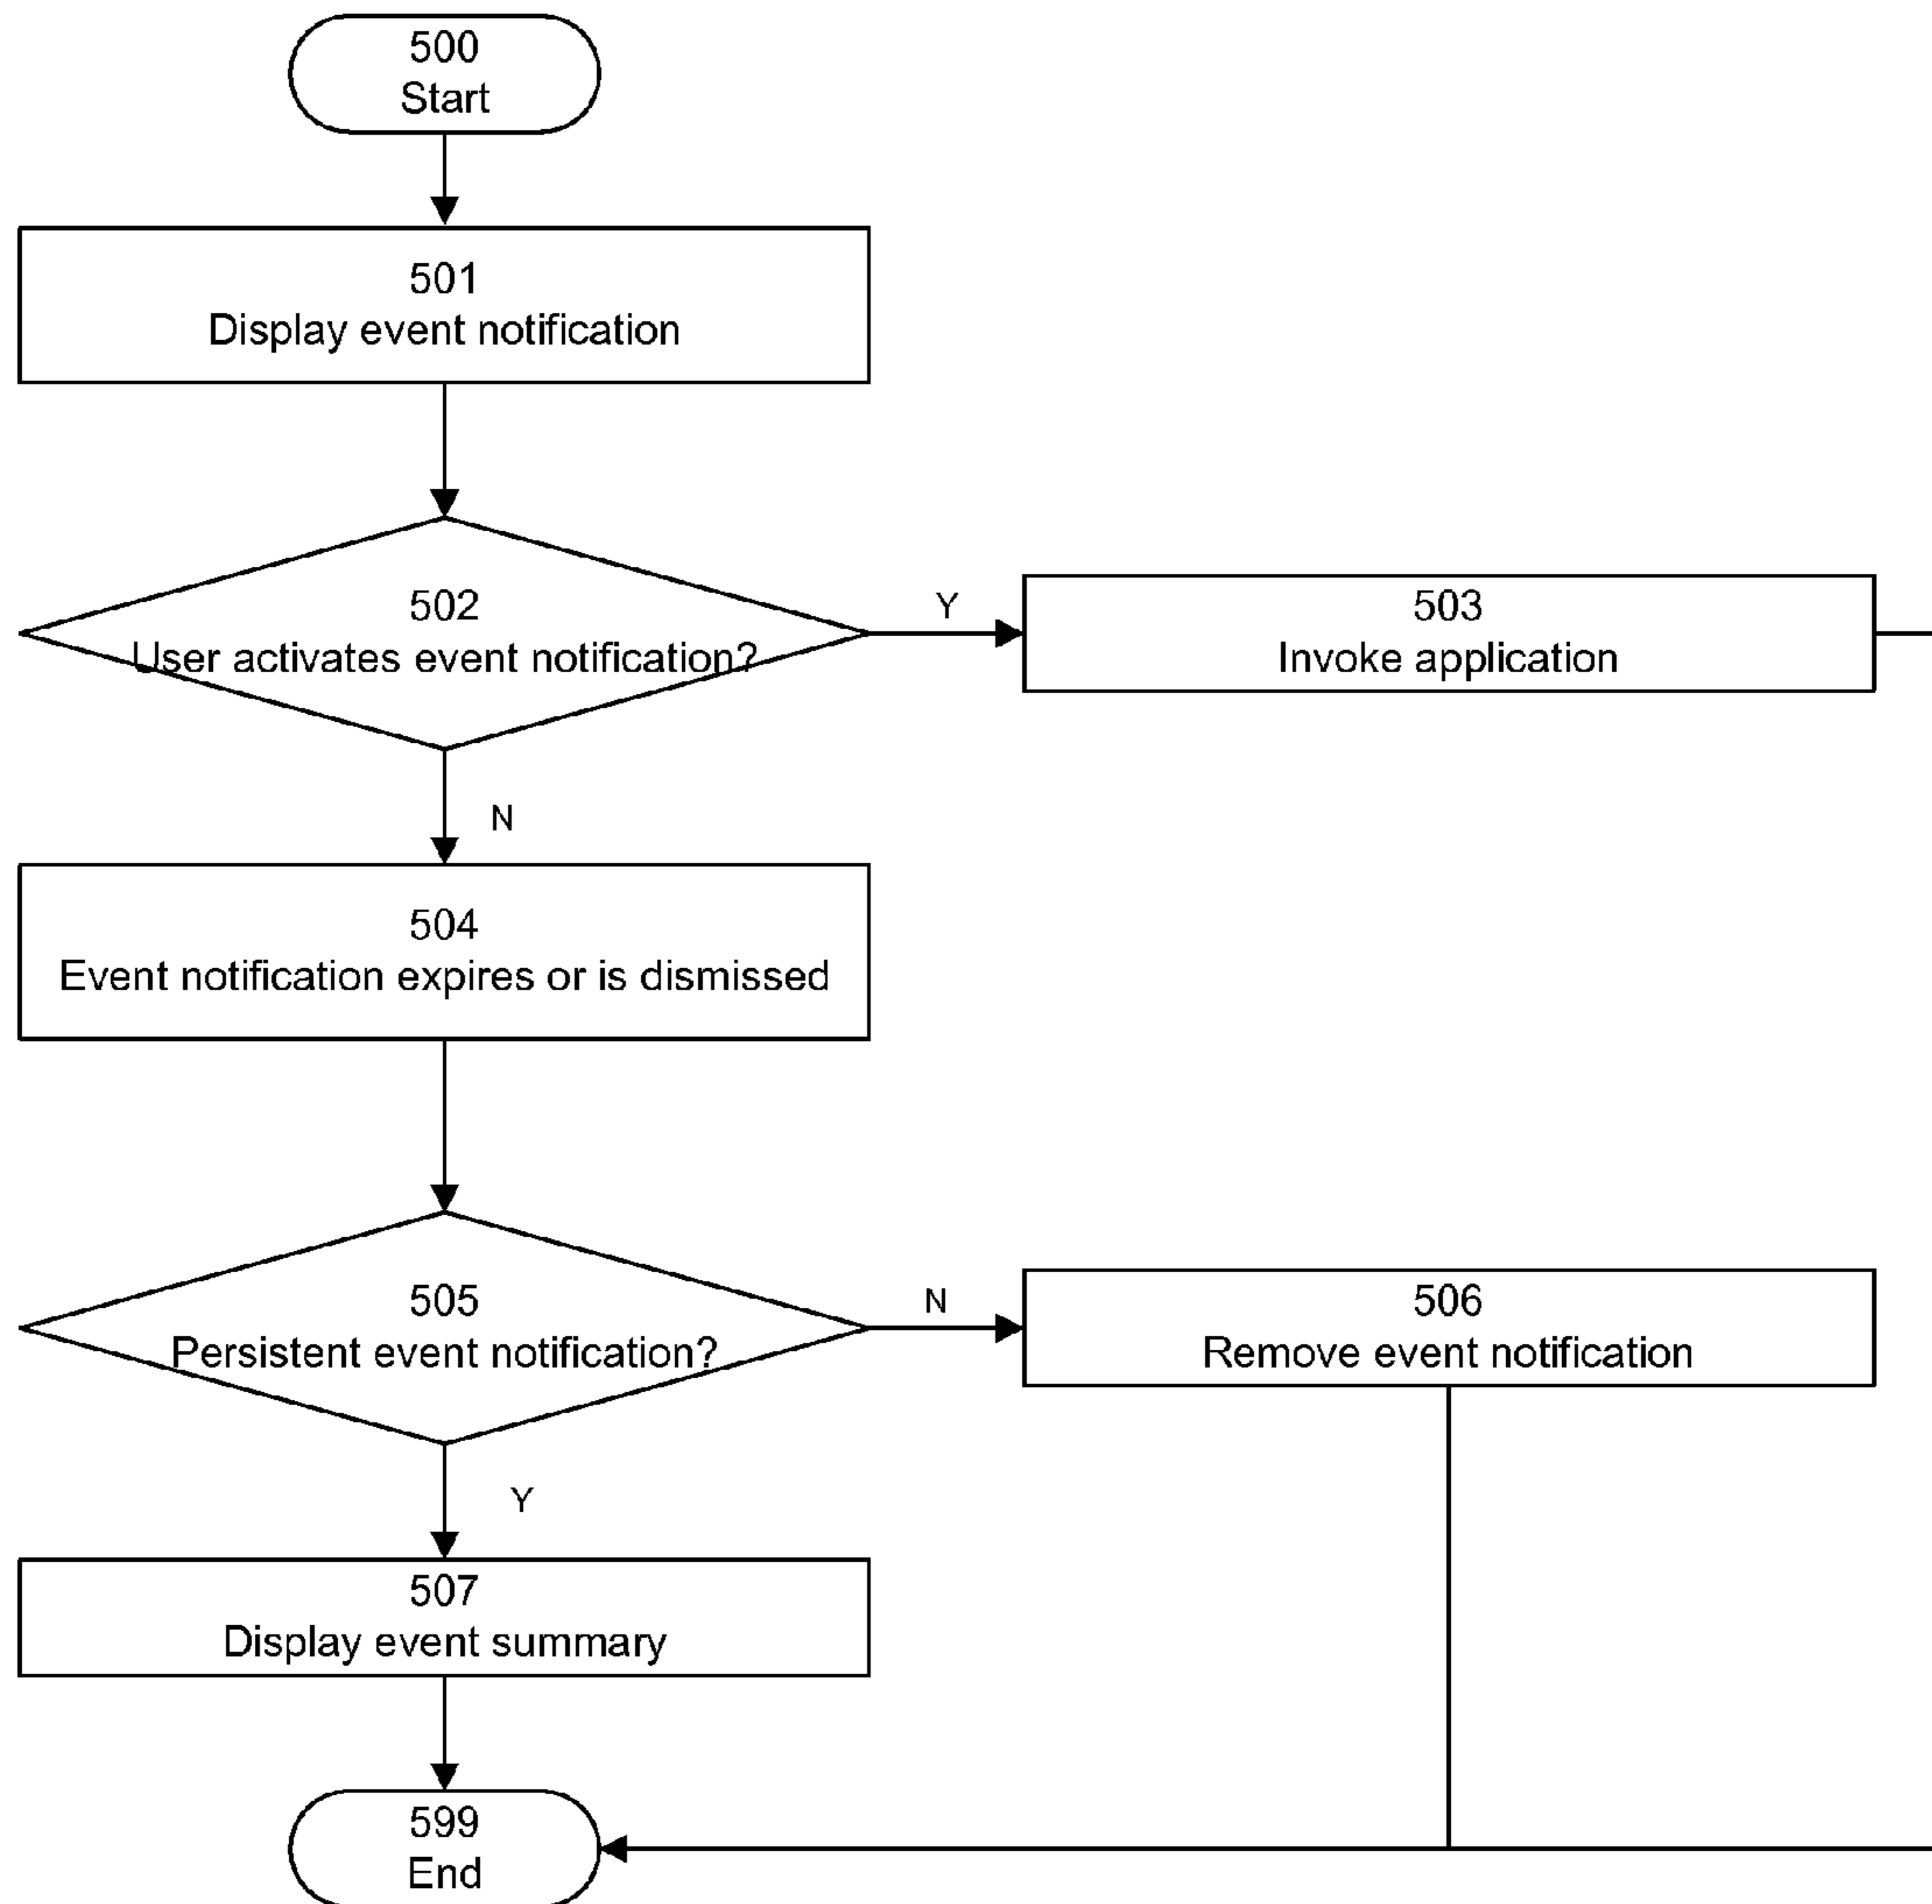 500
Start
501
Display event notification
502
User activates event notification?
Y
503
Invoke application
N
504
Event notification expires or is dismissed
505
Persistent event notification?
N
506
Remove event notification
Y
507
Display event summary
599
End